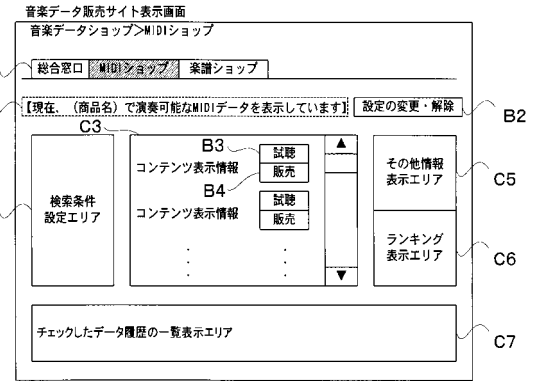 音楽データ販売サイト表示画面
音楽データショップ>MIDIショップ
総合窓口 MIDIショップ 楽譜ショップ
【現在、(商品名)で演奏可能なMIDIデータを表示しています】 設定の変更・解除 B2
C3
検索条件
設定エリア
B3
コンテンツ表示情報 試聴
B4 販売
コンテンツ表示情報 試聴
販売
▲
▼
その他情報
表示エリア
C5
ランキング
表示エリア
C6
チェックしたデータ履歴の一覧表示エリア C7